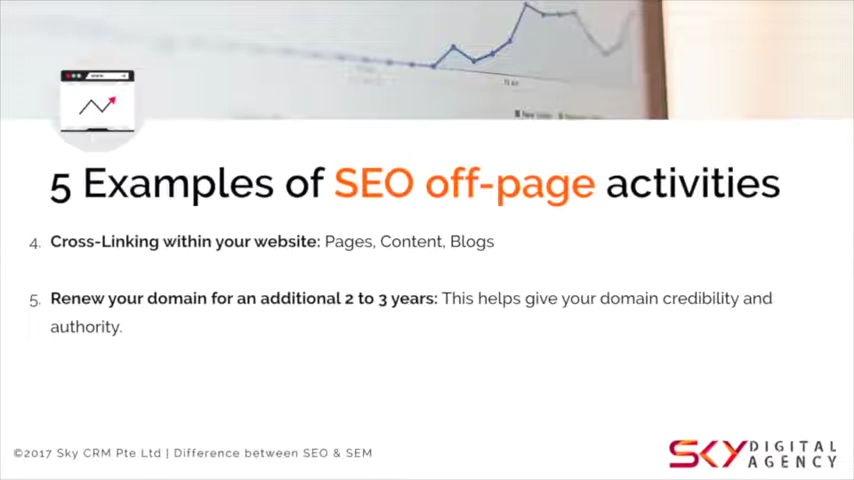 5 Examples of SEO off-page activities
4. Cross-Linking within your website: Pages, Content, Blogs
5. Renew your domain for an additional 2 to 3 years: This helps give your domain credibility and
authority.
©2017 Sky CRM Pte Ltd | Difference between SEO & SEM
SKY DIGITAL
AGENCY